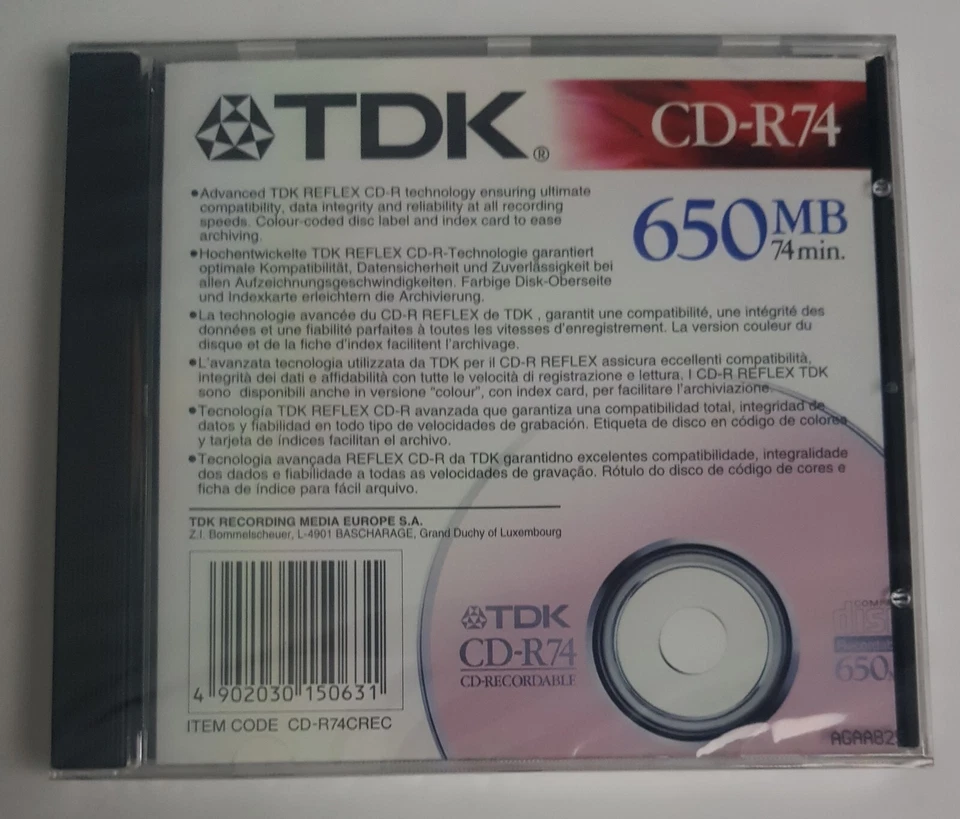 TDK®
CD-R74
650 MB
74 min.
•Advanced TDK REFLEX CD-R technology ensuring ultimate
compatibility, data integrity and reliability at all recording
speeds. Colour-coded disc label and index card to ease
archiving.
•Hochentwickelte TDK REFLEX CD-R-Technologie garantiert
optimale Kompatibilität, Datensicherheit und Zuverlässigkeit bei
allen Aufzeichnungsgeschwindigkeiten. Farbige Disk-Oberseite
und Indexkarte erleichtern die Archivierung.
•La technologie avancée du CD-R REFLEX de TDK , garantit une compatibilité, une intégrité des
données et une fiabilité parfaites à toutes les vitesses d'enregistrement. La version couleur du
disque et de la fiche d'index facilitent l'archivage.
•L'avanzata tecnologia utilizzata da TDK per il CD-R REFLEX assicura eccellenti compatibilità,
integrità dei dati e affidabilità con tutte le velocità di registrazione e lettura. I CD-R REFLEX TDK
sono disponibili anche in versione "colour", con index card, per facilitare l'archiviazione.
•Tecnología TDK REFLEX CD-R avanzada que garantiza una compatibilidad total, integridad de
datos y fiabilidad en todo tipo de velocidades de grabación. Etiqueta de disco en código de colores
y tarjeta de índices facilitan el archivo.
•Tecnologia avançada REFLEX CD-R da TDK garantidno excelentes compatibilidade, integralidade
dos dados e fiabilidade a todas as velocidades de gravação. Rótulo do disco de código de cores e
ficha de índice para fácil arquivo.
TDK RECORDING MEDIA EUROPE S.A.
Z.I. Bommelscheuer, L-4901 BASCHARAGE, Grand Duchy of Luxembourg
4 902030 150631
ITEM CODE CD-R74CREC
TDK
CD-R74
CD-RECORDABLE
650